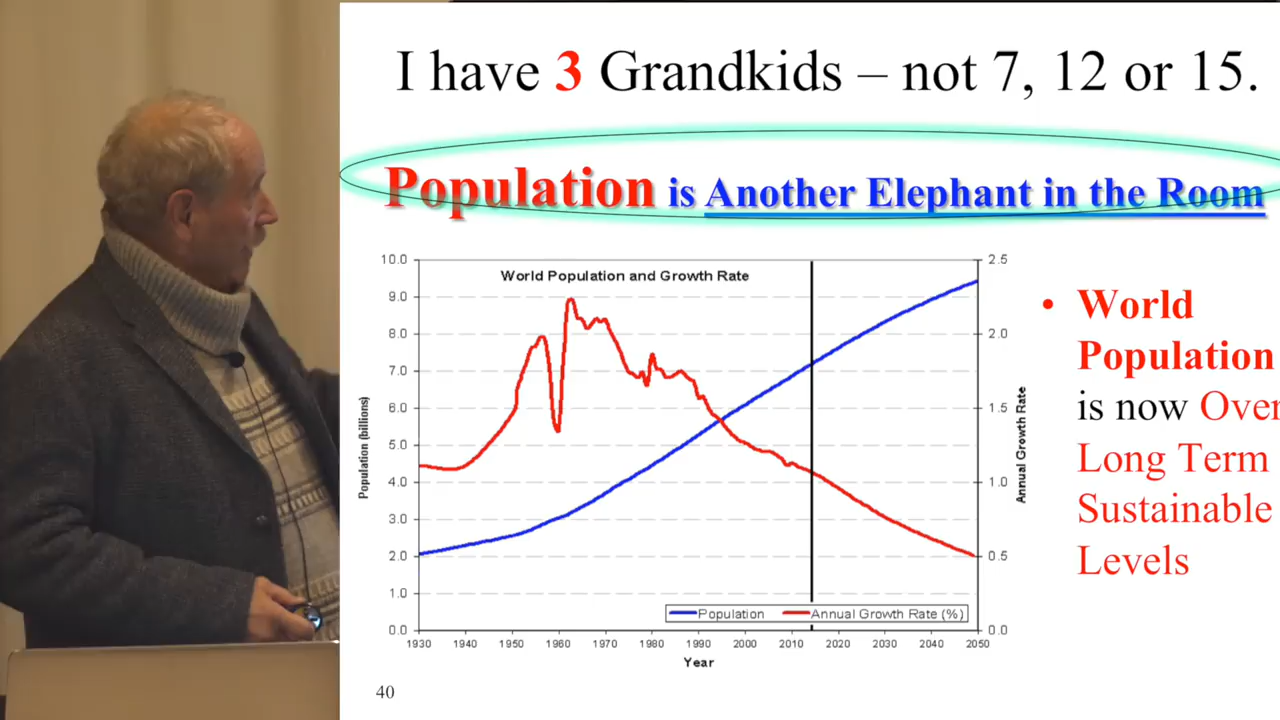 I have 3 Grandkids – not 7, 12 or 15.
Population is Another Elephant in the Room
World Population and Growth Rate
10.0
9.0
8.0
7.0
6.0
5.0
4.0
3.0
2.0
1.0
0.0
Population (billions)
2.5
2.0
1.5
1.0
0.5
0.0
Annual Growth Rate
Population
Annual Growth Rate (%)
1930 1940 1950 1960 1970 1980 1990 2000 2010 2020 2030 2040 2050
Year
• World
Population
is now Over
Long Term
Sustainable
Levels
40